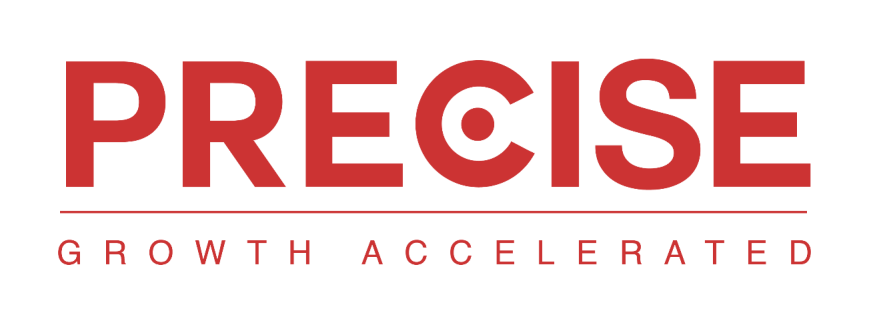 PRECISE
GROWTH ACCELERATED